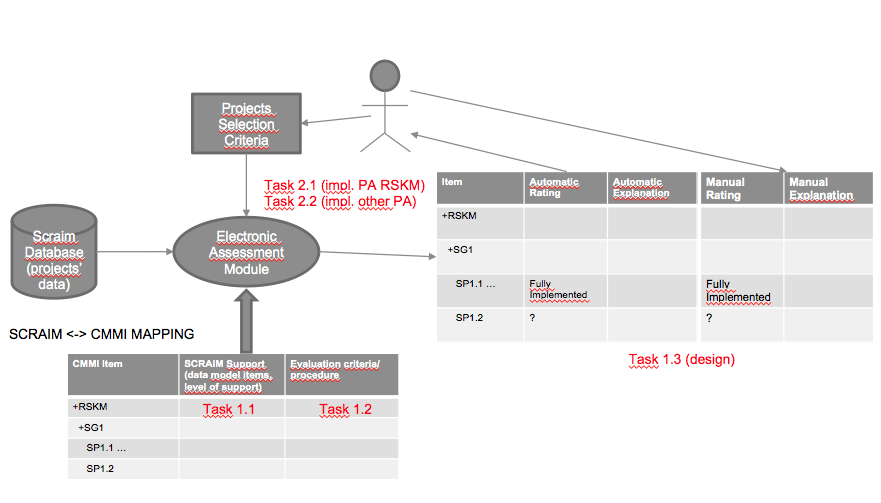 Projects
Selection
Criteria
Task 2.1 (impl. PA RSKM)
Task 2.2 (impl. other PA)
Scraim
Database
(projects'
data)
Electronic
Assessment
Module
Item
Automatic
Rating
Automatic
Explanation
Manual
Rating
Manual
Explanation
+RSKM
+SG1
SP1.1 ...
Fully
Implemented
Fully
Implemented
SP1.2
?
?
Task 1.3 (design)
SCRAIM <-> CMMI MAPPING
CMMI Item
SCRAIM Support
(data model items,
level of support)
Evaluation criteria/
procedure
+RSKM
Task 1.1
Task 1.2
+SG1
SP1.1 ...
SP1.2